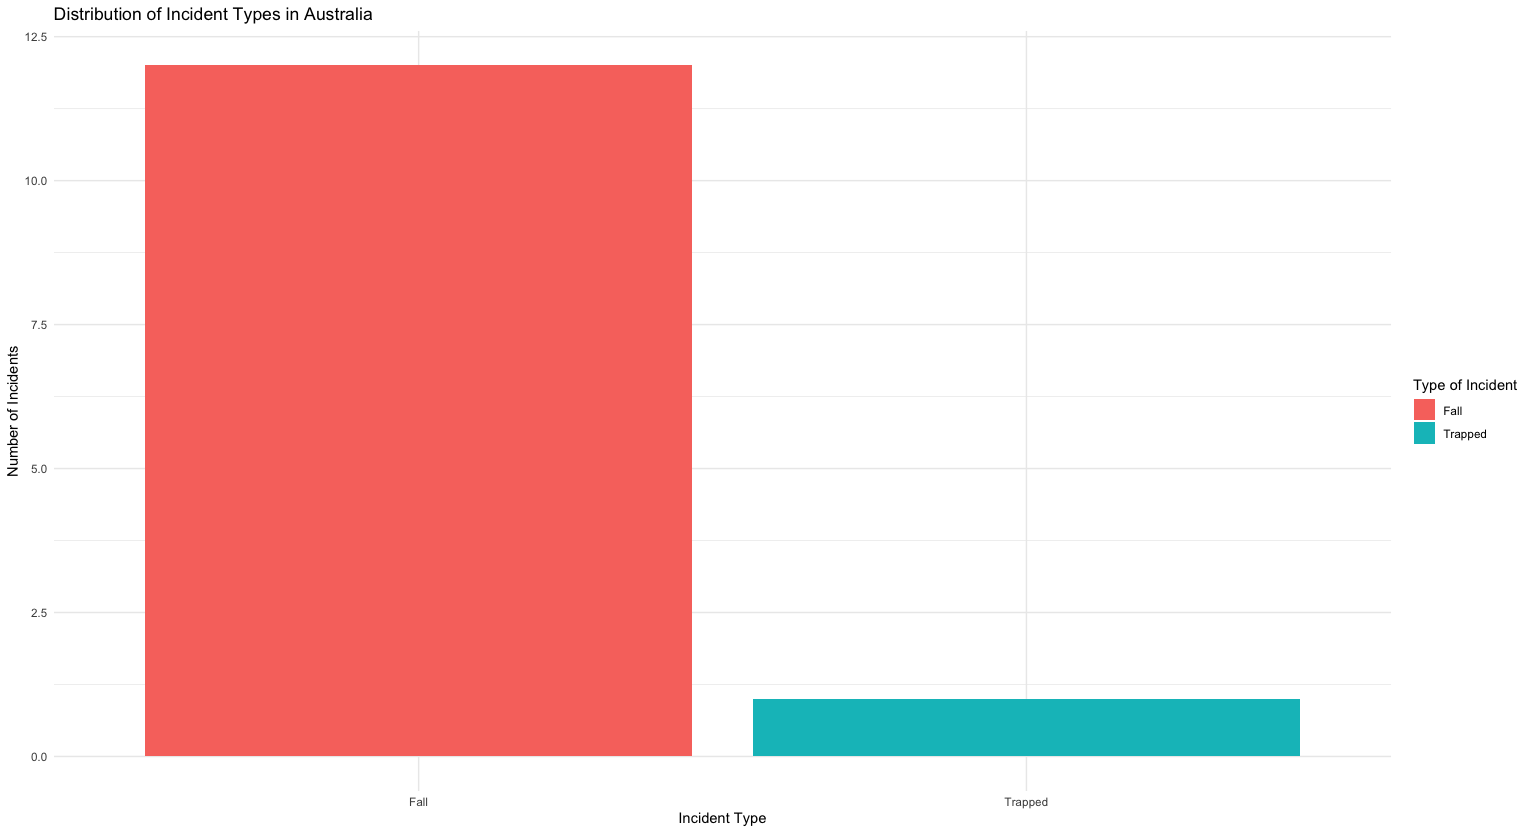 Distribution of Incident Types in Australia
12.5
10.0
7.5
5.0
2.5
0.0
Number of Incidents
Fall
Trapped
Incident Type
Type of Incident
Fall
Trapped